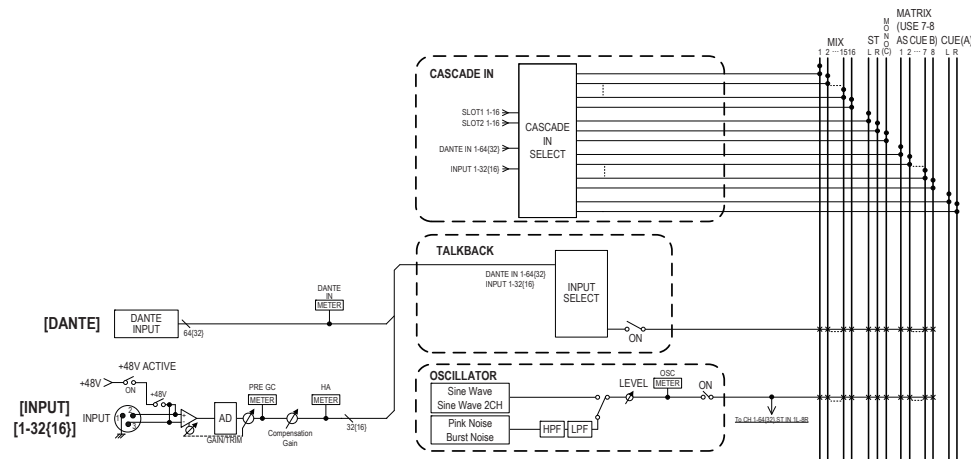 MATRIX
(USE 7-8
MIX ST L R MONO(C) AS CUE B) CUE(A)
1 2 ··· 15 16 1 2 ··· 7 8 L R
CASCADE IN
SLOT1 1-16
SLOT2 1-16
DANTE IN 1-64{32}
INPUT 1-32{16}
CASCADE
IN
SELECT
TALKBACK
DANTE IN 1-64{32}
INPUT 1-32{16}
INPUT
SELECT
ON
[DANTE]
DANTE
INPUT
64{32}
DANTE
IN
METER
OSCILLATOR
Sine Wave
Sine Wave 2CH
Pink Noise
Burst Noise
HPF
LPF
LEVEL
OSC
METER
ON
To CH 1-64{32},ST IN 1L-8R
[INPUT]
[1-32{16}]
+48V ACTIVE
+48V
ON
+48V
INPUT
1
2
3
AD
GAIN/TRIM
PRE GC
METER
Compensation
Gain
HA
METER
32{16}